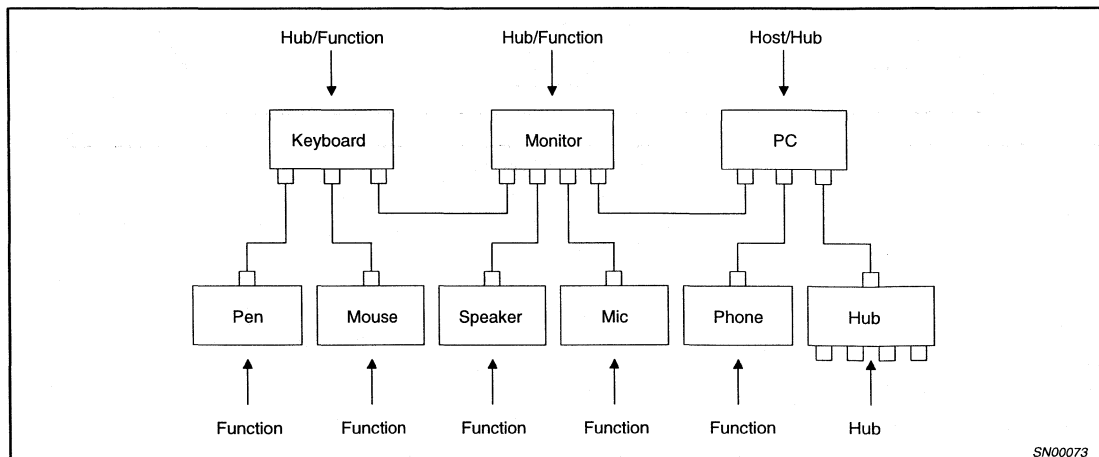 Hub/Function Hub/Function Host/Hub
Keyboard Monitor PC
Pen Mouse Speaker Mic Phone Hub
Function Function Function Function Function Hub
SN00073